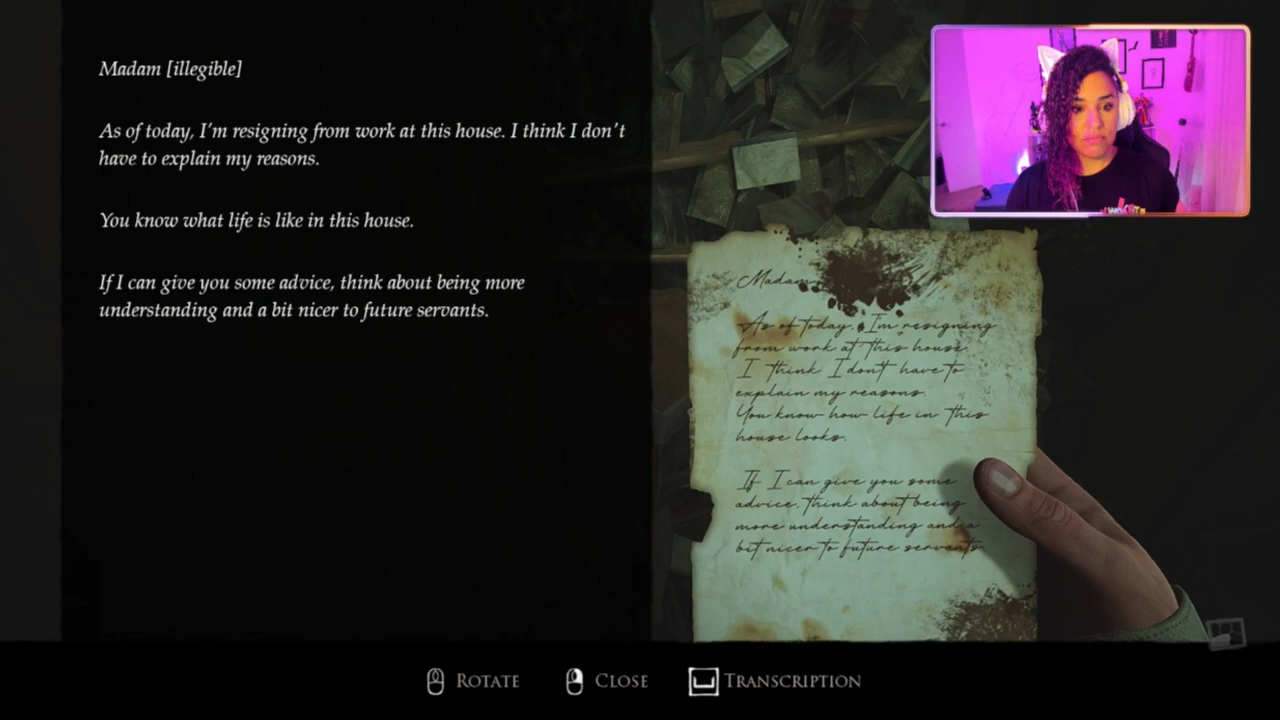 Madam [illegible]
As of today, I'm resigning from work at this house. I think I don't
have to explain my reasons.
You know what life is like in this house.
If I can give you some advice, think about being more
understanding and a bit nicer to future servants.
Madam
As of today, I'm resigning
from work at this house.
I think I don't have to
explain my reasons.
You know how life in this
house looks.
If I can give you some
advice, think about being
more understanding and a
bit nicer to future servants.
ROTATE
CLOSE
TRANSCRIPTION